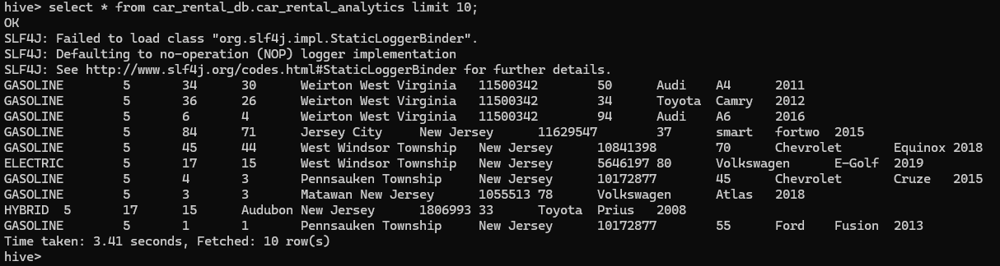 hive> select * from car_rental_db.car_rental_analytics limit 10;
OK
SLF4J: Failed to load class "org.slf4j.impl.StaticLoggerBinder".
SLF4J: Defaulting to no-operation (NOP) logger implementation
SLF4J: See http://www.slf4j.org/codes.html#StaticLoggerBinder for further details.
GASOLINE	5	34	30	Weirton	West Virginia	11500342	50	Audi	A4	2011
GASOLINE	5	36	26	Weirton	West Virginia	11500342	34	Toyota	Camry	2012
GASOLINE	5	6	4	Weirton	West Virginia	11500342	94	Audi	A6	2016
GASOLINE	5	84	71	Jersey City	New Jersey	11629547	37	smart	fortwo	2015
GASOLINE	5	45	44	West Windsor Township	New Jersey	10841398	70	Chevrolet	Equinox	2018
ELECTRIC	5	17	15	West Windsor Township	New Jersey	5646197	80	Volkswagen	E-Golf	2019
GASOLINE	5	4	3	Pennsauken Township	New Jersey	10172877	45	Chevrolet	Cruze	2015
GASOLINE	5	3	3	Matawan	New Jersey	1055513	78	Volkswagen	Atlas	2018
HYBRID	5	17	15	Audubon	New Jersey	1806993	33	Toyota	Prius	2008
GASOLINE	5	1	1	Pennsauken Township	New Jersey	10172877	55	Ford	Fusion	2013
Time taken: 3.41 seconds, Fetched: 10 row(s)
hive>